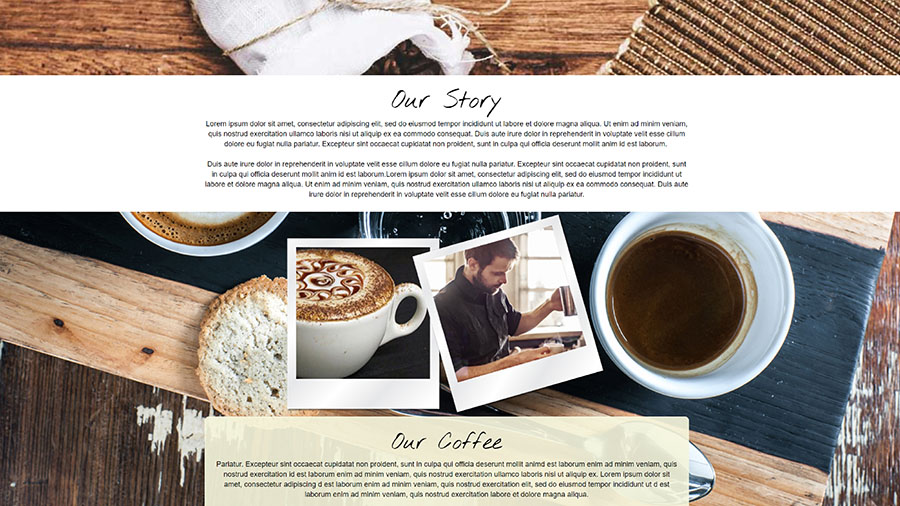 Our Story
Lorem ipsum dolor sit amet, consectetur adipiscing elit, sed do eiusmod tempor incididunt ut labore et dolore magna aliqua. Ut enim ad minim veniam,
quis nostrud exercitation ullamco laboris nisi ut aliquip ex ea commodo consequat. Duis aute irure dolor in reprehenderit in voluptate velit esse cillum
dolore eu fugiat nulla pariatur. Excepteur sint occaecat cupidatat non proident, sunt in culpa qui officia deserunt mollit anim id est laborum.
Duis aute irure dolor in reprehenderit in voluptate velit esse cillum dolore eu fugiat nulla pariatur. Excepteur sint occaecat cupidatat non proident, sunt
in culpa qui officia deserunt mollit anim id est laborum.Lorem ipsum dolor sit amet, consectetur adipiscing elit, sed do eiusmod tempor incididunt ut
labore et dolore magna aliqua. Ut enim ad minim veniam, quis nostrud exercitation ullamco laboris nisi ut aliquip ex ea commodo consequat. Duis aute
irure dolor in reprehenderit in voluptate velit esse cillum dolore eu fugiat nulla pariatur.
Our Coffee
Pariatur. Excepteur sint occaecat cupidatat non proident, sunt in culpa qui officia deserunt mollit animd est laborum enim ad minim veniam, quis
nostrud exercitation id est laborum enim ad minim veniam, quis nostrud exercitation ullamco laboris nisi ut aliquip ex ea commodo consequat. sint
amet, consectetur adipiscing d est laborum enim ad minim veniam, quis nostrud exercitation elit, sed do eiusmod tempor incididunt ut d est
laborum enim ad minim veniam, quis nostrud exercitation labore et dolore magna aliqua.